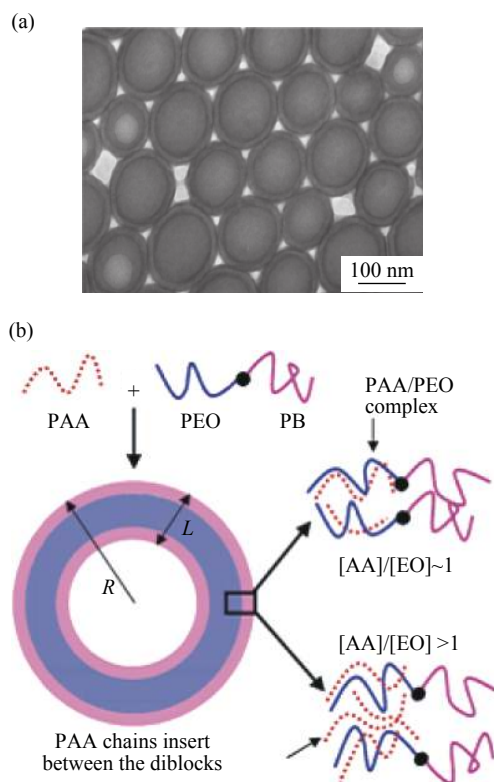 (a)
100 nm
(b)
PAA
+
PEO
PB
PAA/PEO
complex
L
R
[AA]/[EO]~1
[AA]/[EO] >1
PAA chains insert
between the diblocks